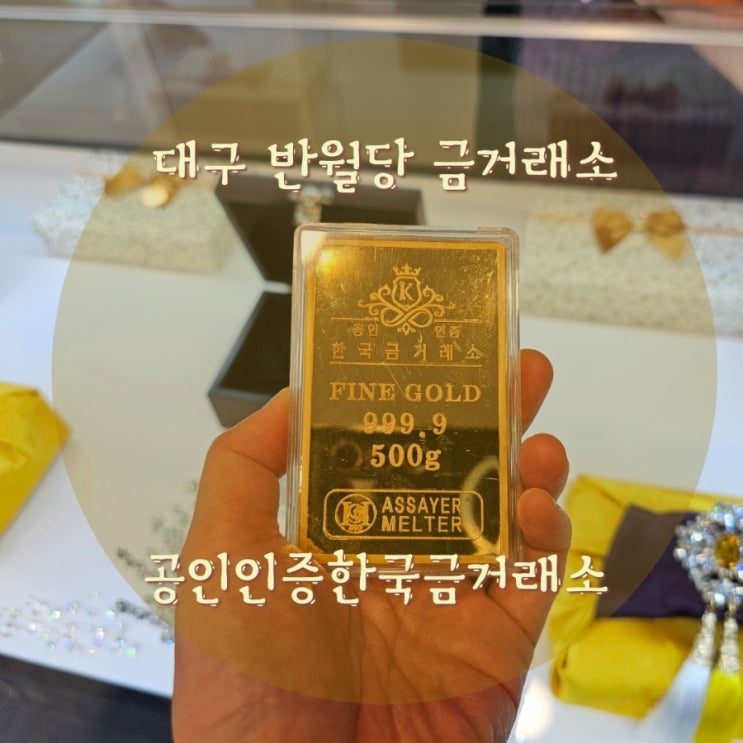 대구 반월당 금거래소
K
공인 인증
한국금거래소
FINE GOLD
999.9
500g
ASSAYER
MELTER
공인인증한국금거래소